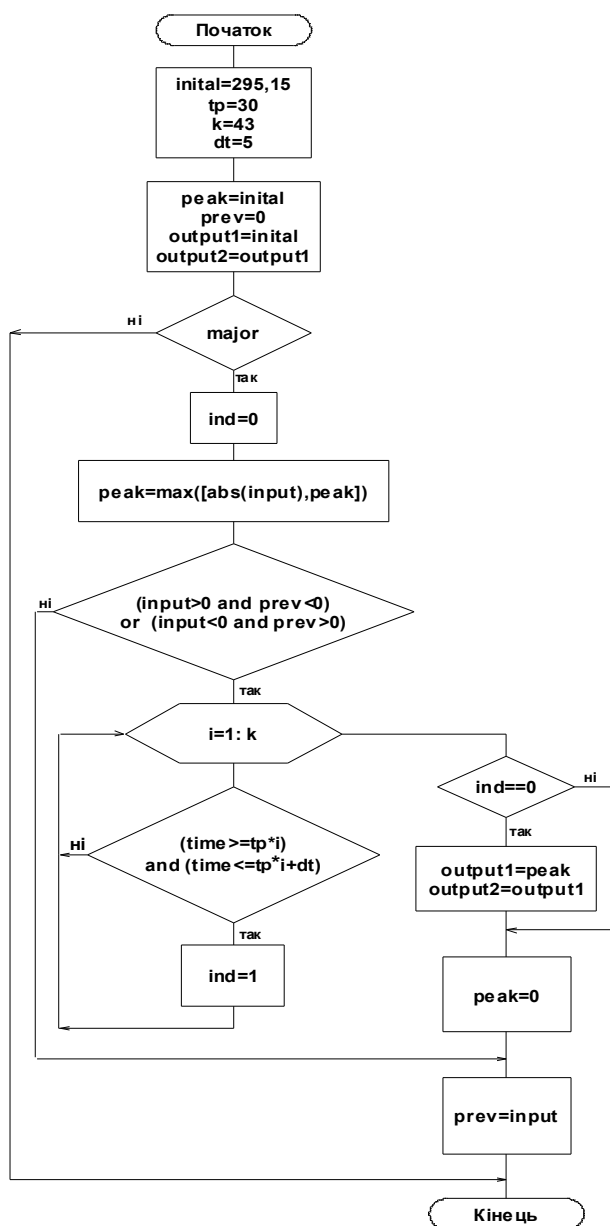 Початок
inital=295,15
tp=30
k=43
dt=5
peak=inital
prev=0
output1=inital
output2=output1
ні
major
так
ind=0
peak=max([abs(input),peak])
ні
(input>0 and prev<0)
or (input<0 and prev>0)
так
i=1: k
ind==0
ні
так
ні
(time>=tp*i)
and (time<=tp*i+dt)
output1=peak
output2=output1
так
ind=1
peak=0
prev=input
Кінець